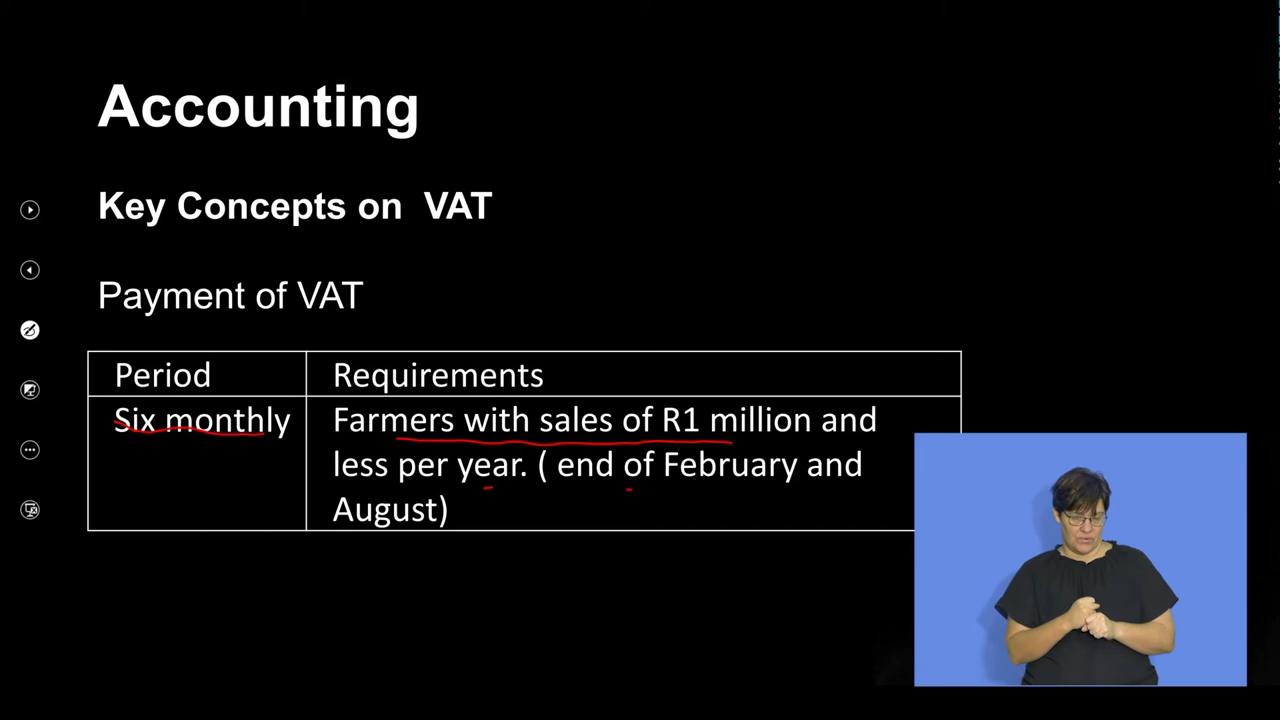 Accounting
Key Concepts on VAT
Payment of VAT
Period
Requirements
Six monthly
Farmers with sales of R1 million and
less per year. ( end of February and
August)